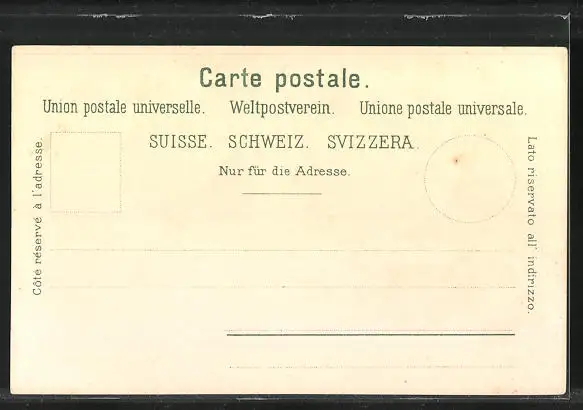 Carte postale.
Union postale universelle. Weltpostverein. Unione postale universale.
SUISSE. SCHWEIZ. SVIZZERA.
Nur für die Adresse.
Côte réservé à l'adresse.
Lato riservato all' indirizzo.